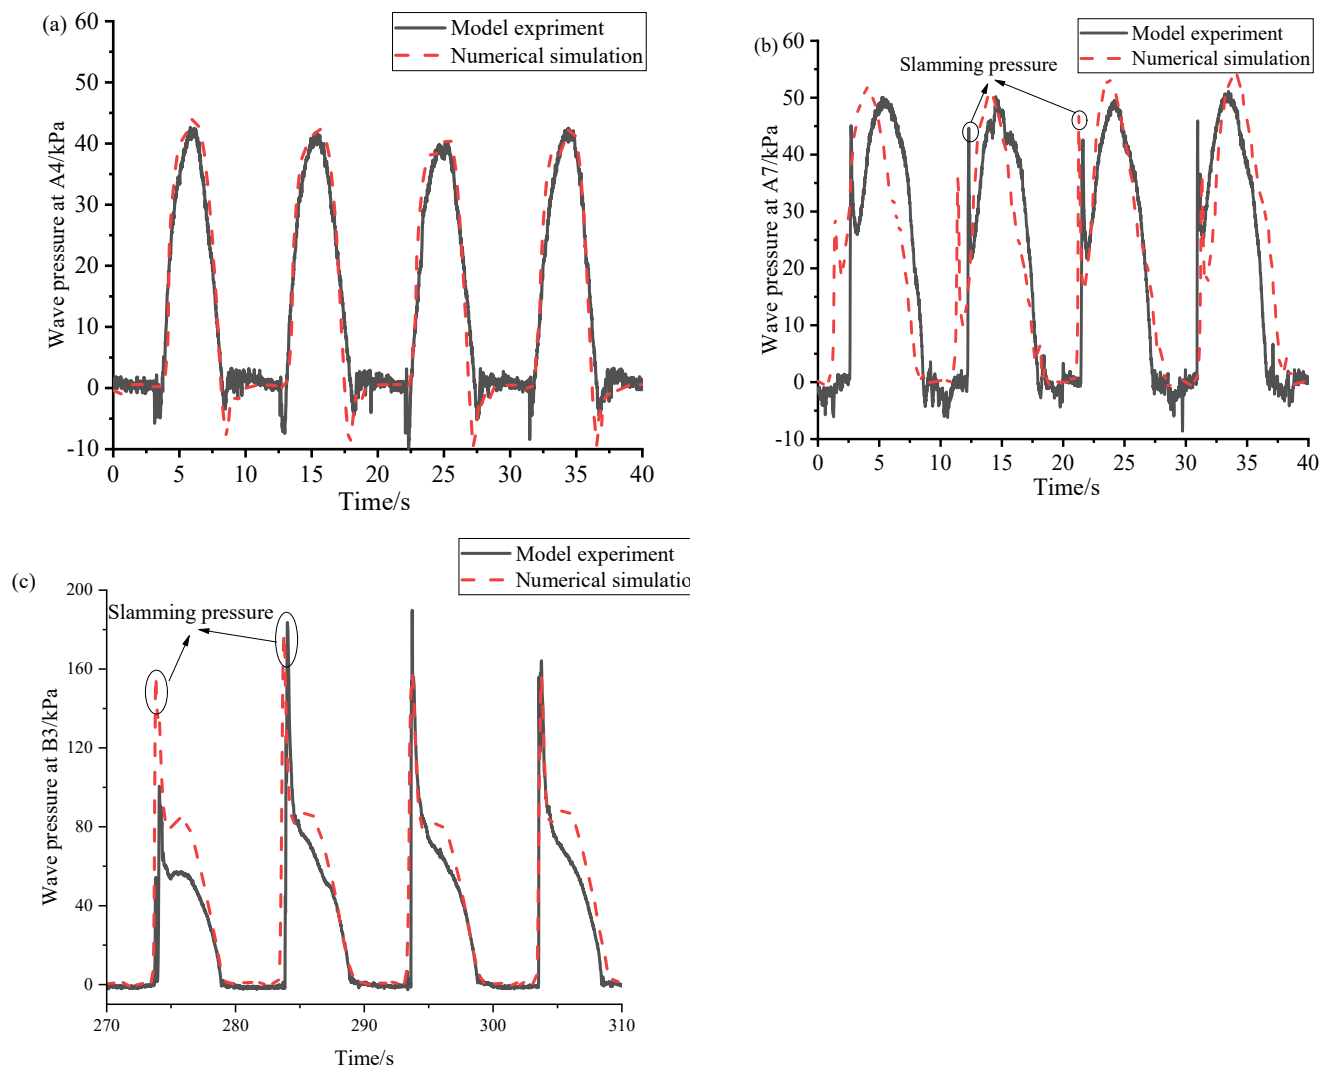 (a)
Model expriment
Numerical simulation
Wave pressure at A4/kPa
60
50
40
30
20
10
0
-10
0 5 10 15 20 25 30 35 40
Time/s
(b)
Model experiment
Numerical simulation
Slamming pressure
Wave pressure at A7/kPa
60
50
40
30
20
10
0
-10
0 5 10 15 20 25 30 35 40
Time/s
(c)
Model experiment
Numerical simulatio
Slamming pressure
Wave pressure at B3/kPa
200
160
120
80
40
0
270 280 290 300 310
Time/s